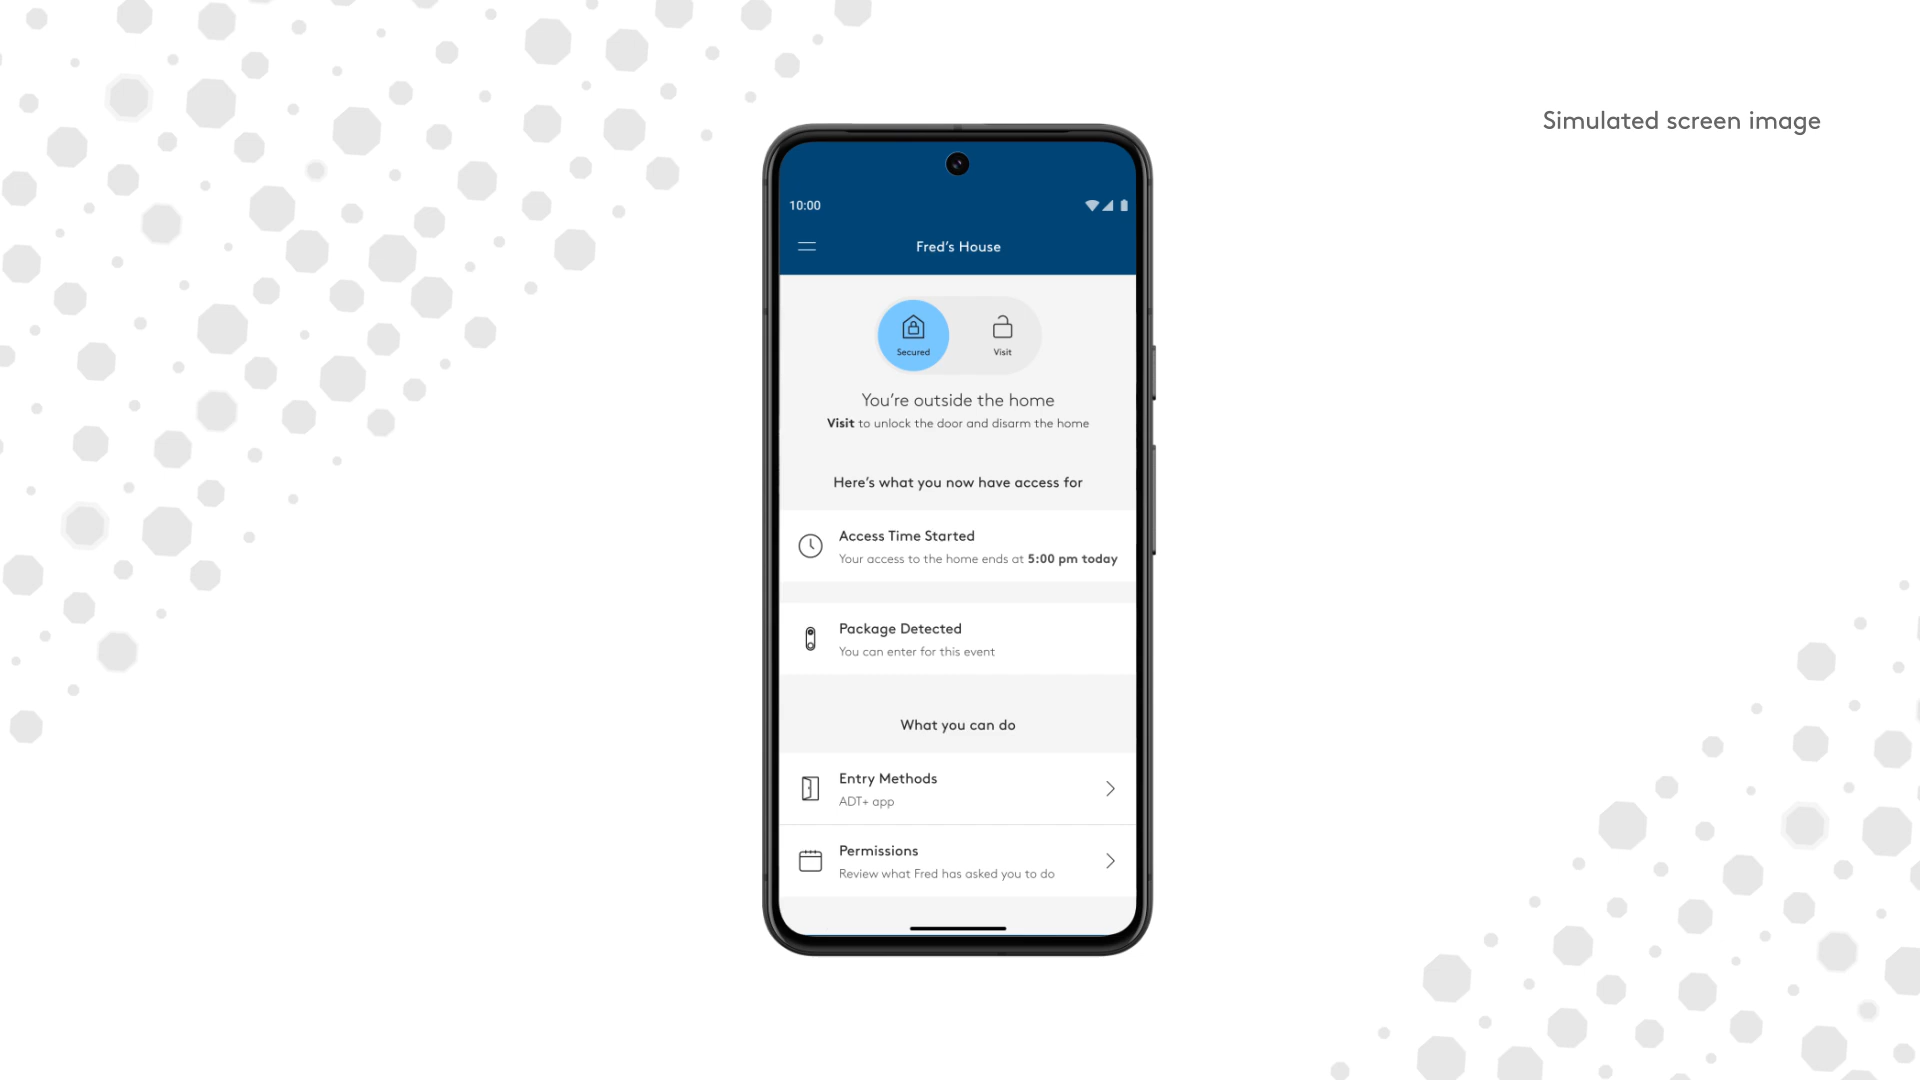 Simulated screen image
10:00
Fred's House
Secured
Visit
You're outside the home
Visit to unlock the door and disarm the home
Here's what you now have access for
Access Time Started
Your access to the home ends at 5:00 pm today
Package Detected
You can enter for this event
What you can do
Entry Methods
ADT+ app
Permissions
Review what Fred has asked you to do